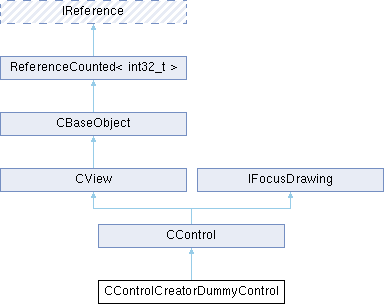 IReference
ReferenceCounted< int32_t >
CBaseObject
CView
IFocusDrawing
CControl
CControlCreatorDummyControl